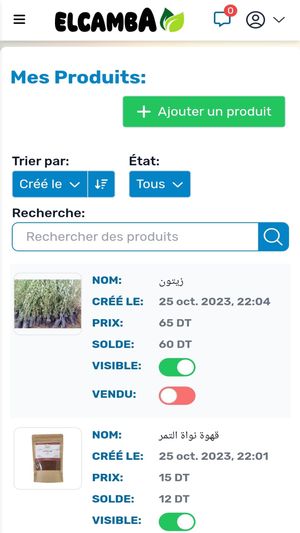 ELCAMBA
0
Mes Produits:
+ Ajouter un produit
Trier par: État:
Créé le Tous
Recherche:
Rechercher des produits
NOM: زيتون
CRÉÉ LE: 25 oct. 2023, 22:04
PRIX: 65 DT
SOLDE: 60 DT
VISIBLE:
VENDU:
NOM: قهوة نواة التمر
CRÉÉ LE: 25 oct. 2023, 22:01
PRIX: 15 DT
SOLDE: 12 DT
VISIBLE: